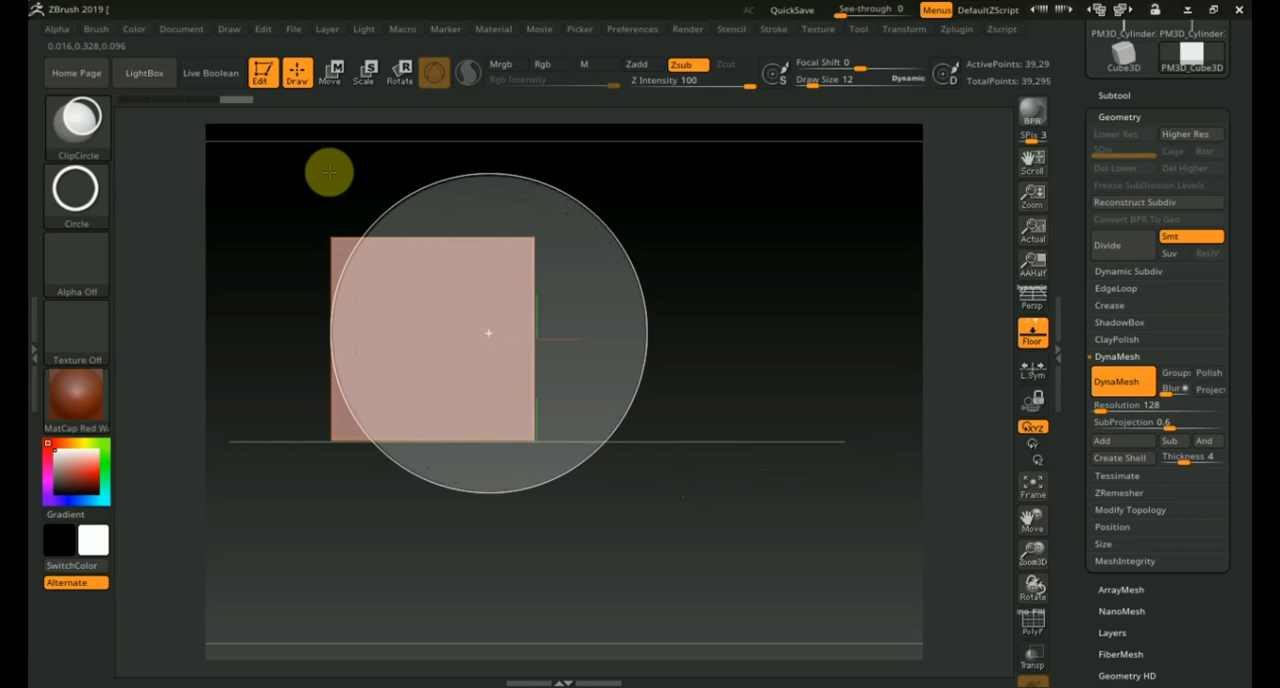 ZBrush 2019 [
AC QuickSave See-through 0 Menus DefaultZScript
Alpha Brush Color Document Draw Edit File Layer Light Macro Marker Material Movie Picker Preferences Render Stencil Stroke Texture Tool Transform Zplugin Zscript
0.016,0.328,0.096
Home Page LightBox Live Boolean Edit Draw Move Scale Rotate
Mrgb Rgb M Zadd Zsub Zcut
Rgb Intensity Z Intensity 100
Focal Shift 0
Draw Size 12 Dynamic
S
D
ActivePoints: 39,29
TotalPoints: 39,295
ClipCircle
Circle
Alpha Off
Texture Off
MatCap Red W
Gradient
SwitchColor
Alternate
BPR
SPix 3
Scroll
Zoom
Actual
AAHalf
Dynamic
Persp
Floor
L.Sym
XYZ
Frame
Move
Zoom3D
Rotate
PolyF
Transp
PM3D_Cylinder PM3D_Cylinder
Cube3D PM3D_Cube3D
Subtool
Geometry
Lower Res Higher Res
SDiv Cage Rstr
Del Lower Del Higher
Freeze SubDivision Levels
Reconstruct Subdiv
Convert BPR To Geo
Divide Smt
Suv ReUV
Dynamic Subdiv
EdgeLoop
Crease
ShadowBox
ClayPolish
DynaMesh
DynaMesh Groups Polish
Blur Project
Resolution 128
SubProjection 0.6
Add Sub And
Create Shell Thickness 4
Tessimate
ZRemesher
Modify Topology
Position
Size
MeshIntegrity
ArrayMesh
NanoMesh
Layers
FiberMesh
Geometry HD